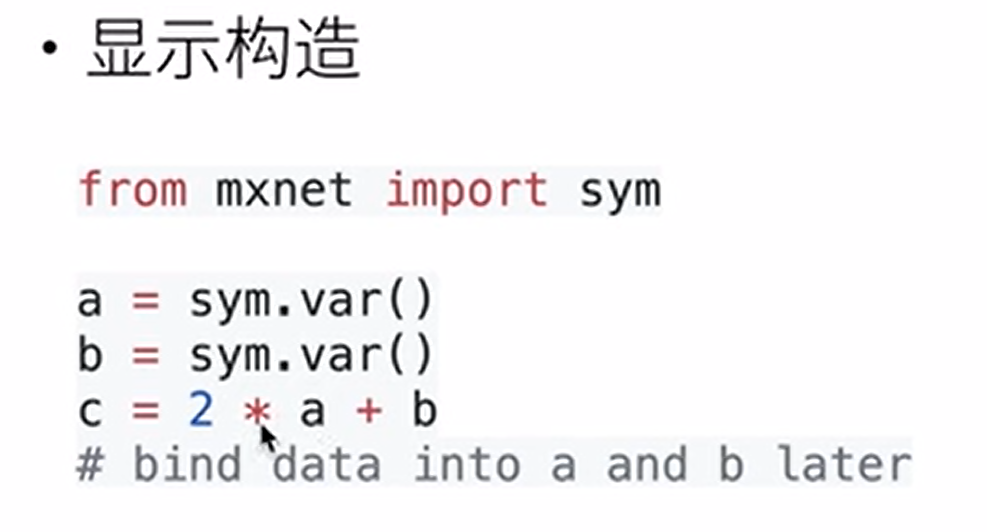 • 显示构造
from mxnet import sym
a = sym.var()
b = sym.var()
c = 2 * a + b
# bind data into a and b later